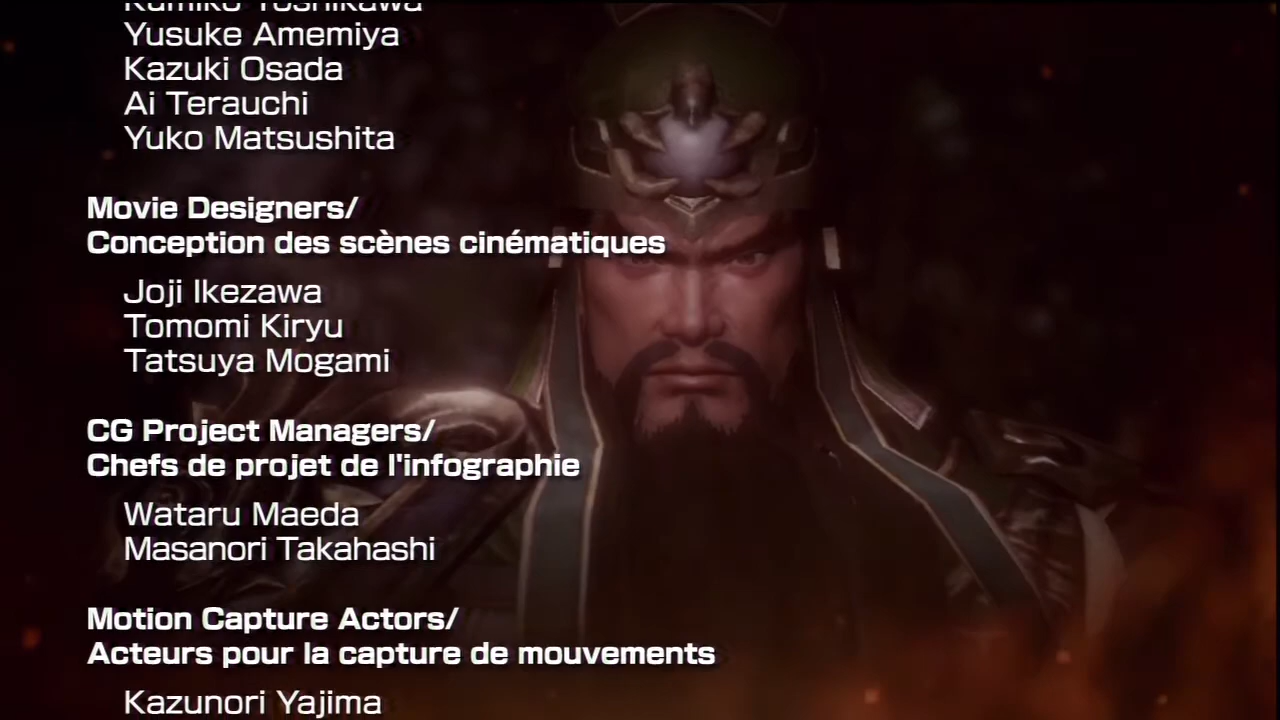 Kumiko Yoshikawa
Yusuke Amemiya
Kazuki Osada
Ai Terauchi
Yuko Matsushita
Movie Designers/
Conception des scènes cinématiques
Joji Ikezawa
Tomomi Kiryu
Tatsuya Mogami
CG Project Managers/
Chefs de projet de l'infographie
Wataru Maeda
Masanori Takahashi
Motion Capture Actors/
Acteurs pour la capture de mouvements
Kazunori Yajima